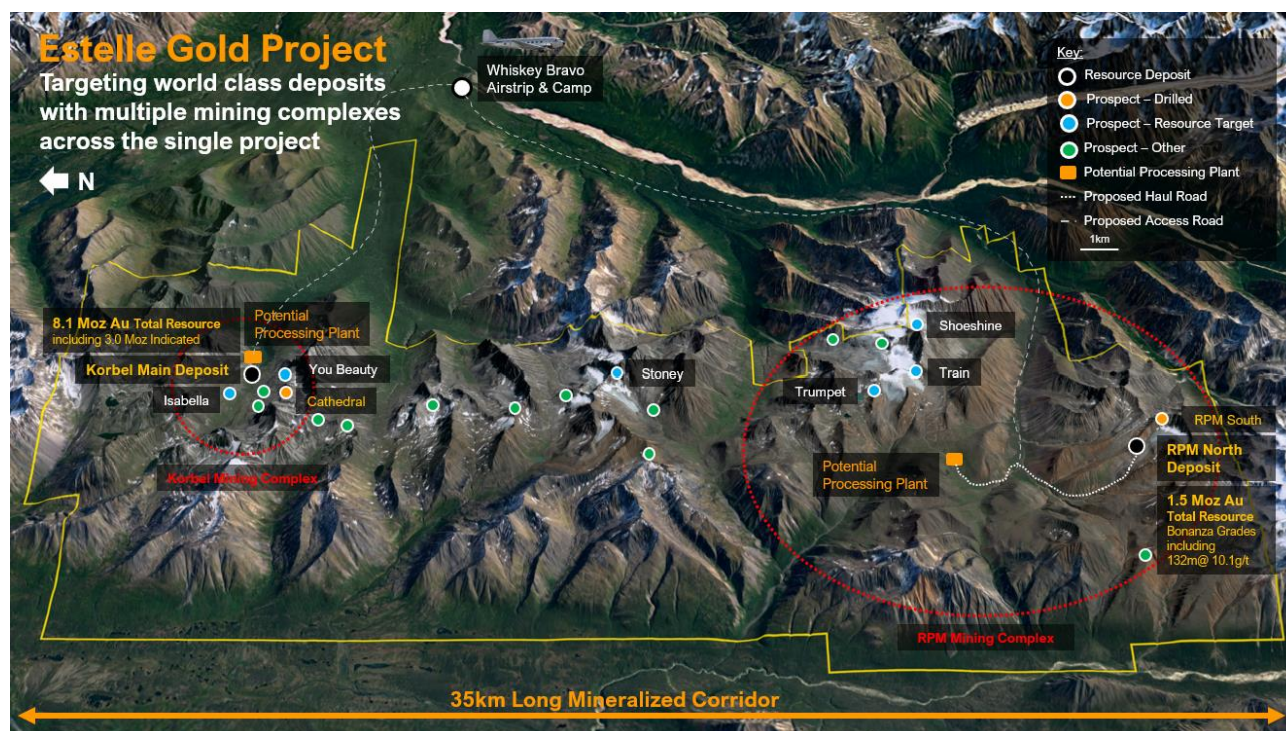 Estelle Gold Project
Targeting world class deposits
with multiple mining complexes
across the single project
N
Whiskey Bravo
Airstrip & Camp
Key:
Resource Deposit
Prospect – Drilled
Prospect – Resource Target
Prospect – Other
Potential Processing Plant
Proposed Haul Road
Proposed Access Road
1km
8.1 Moz Au Total Resource
including 3.0 Moz Indicated
Potential
Processing Plant
Korbel Main Deposit
You Beauty
Isabella
Cathedral
Korbel Mining Complex
Stoney
Shoeshine
Train
Trumpet
Potential
Processing Plant
RPM South
RPM North
Deposit
1.5 Moz Au
Total Resource
Bonanza Grades
including
132m@ 10.1g/t
RPM Mining Complex
35km Long Mineralized Corridor